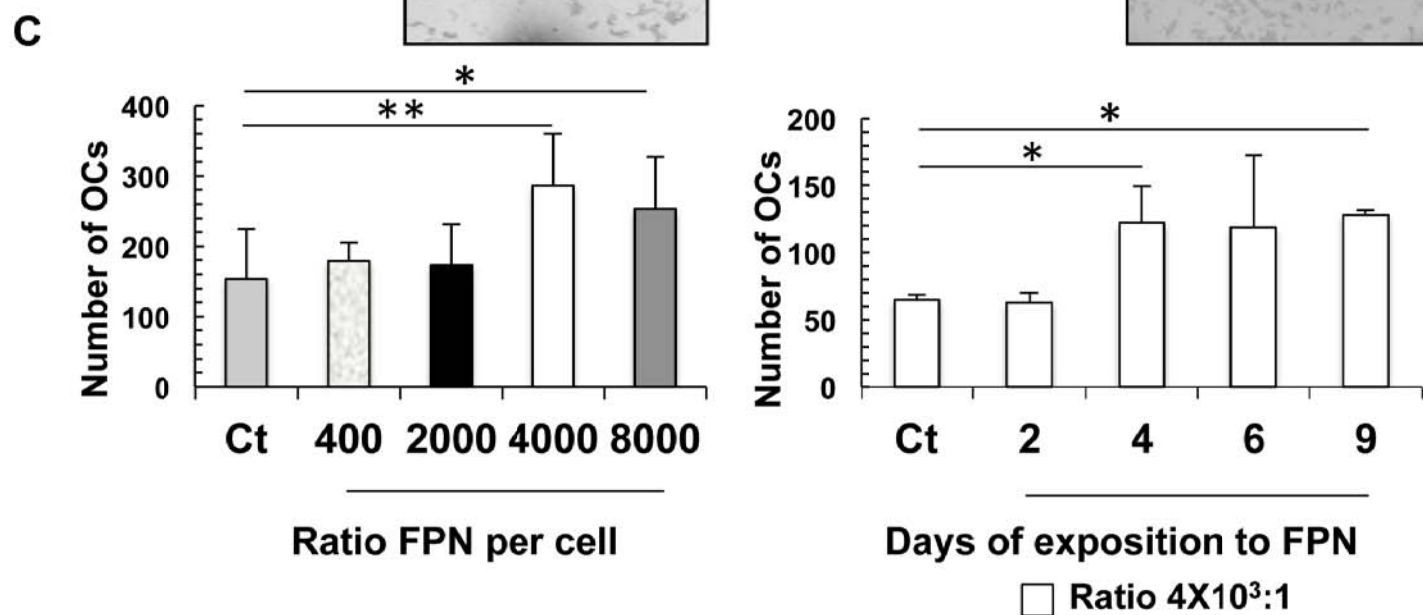 C
*
**
400
300
200
100
0
Number of OCs
Ct 400 2000 4000 8000
Ratio FPN per cell
*
*
200
150
100
50
0
Number of OCs
Ct 2 4 6 9
Days of exposition to FPN
Ratio 4X10³:1